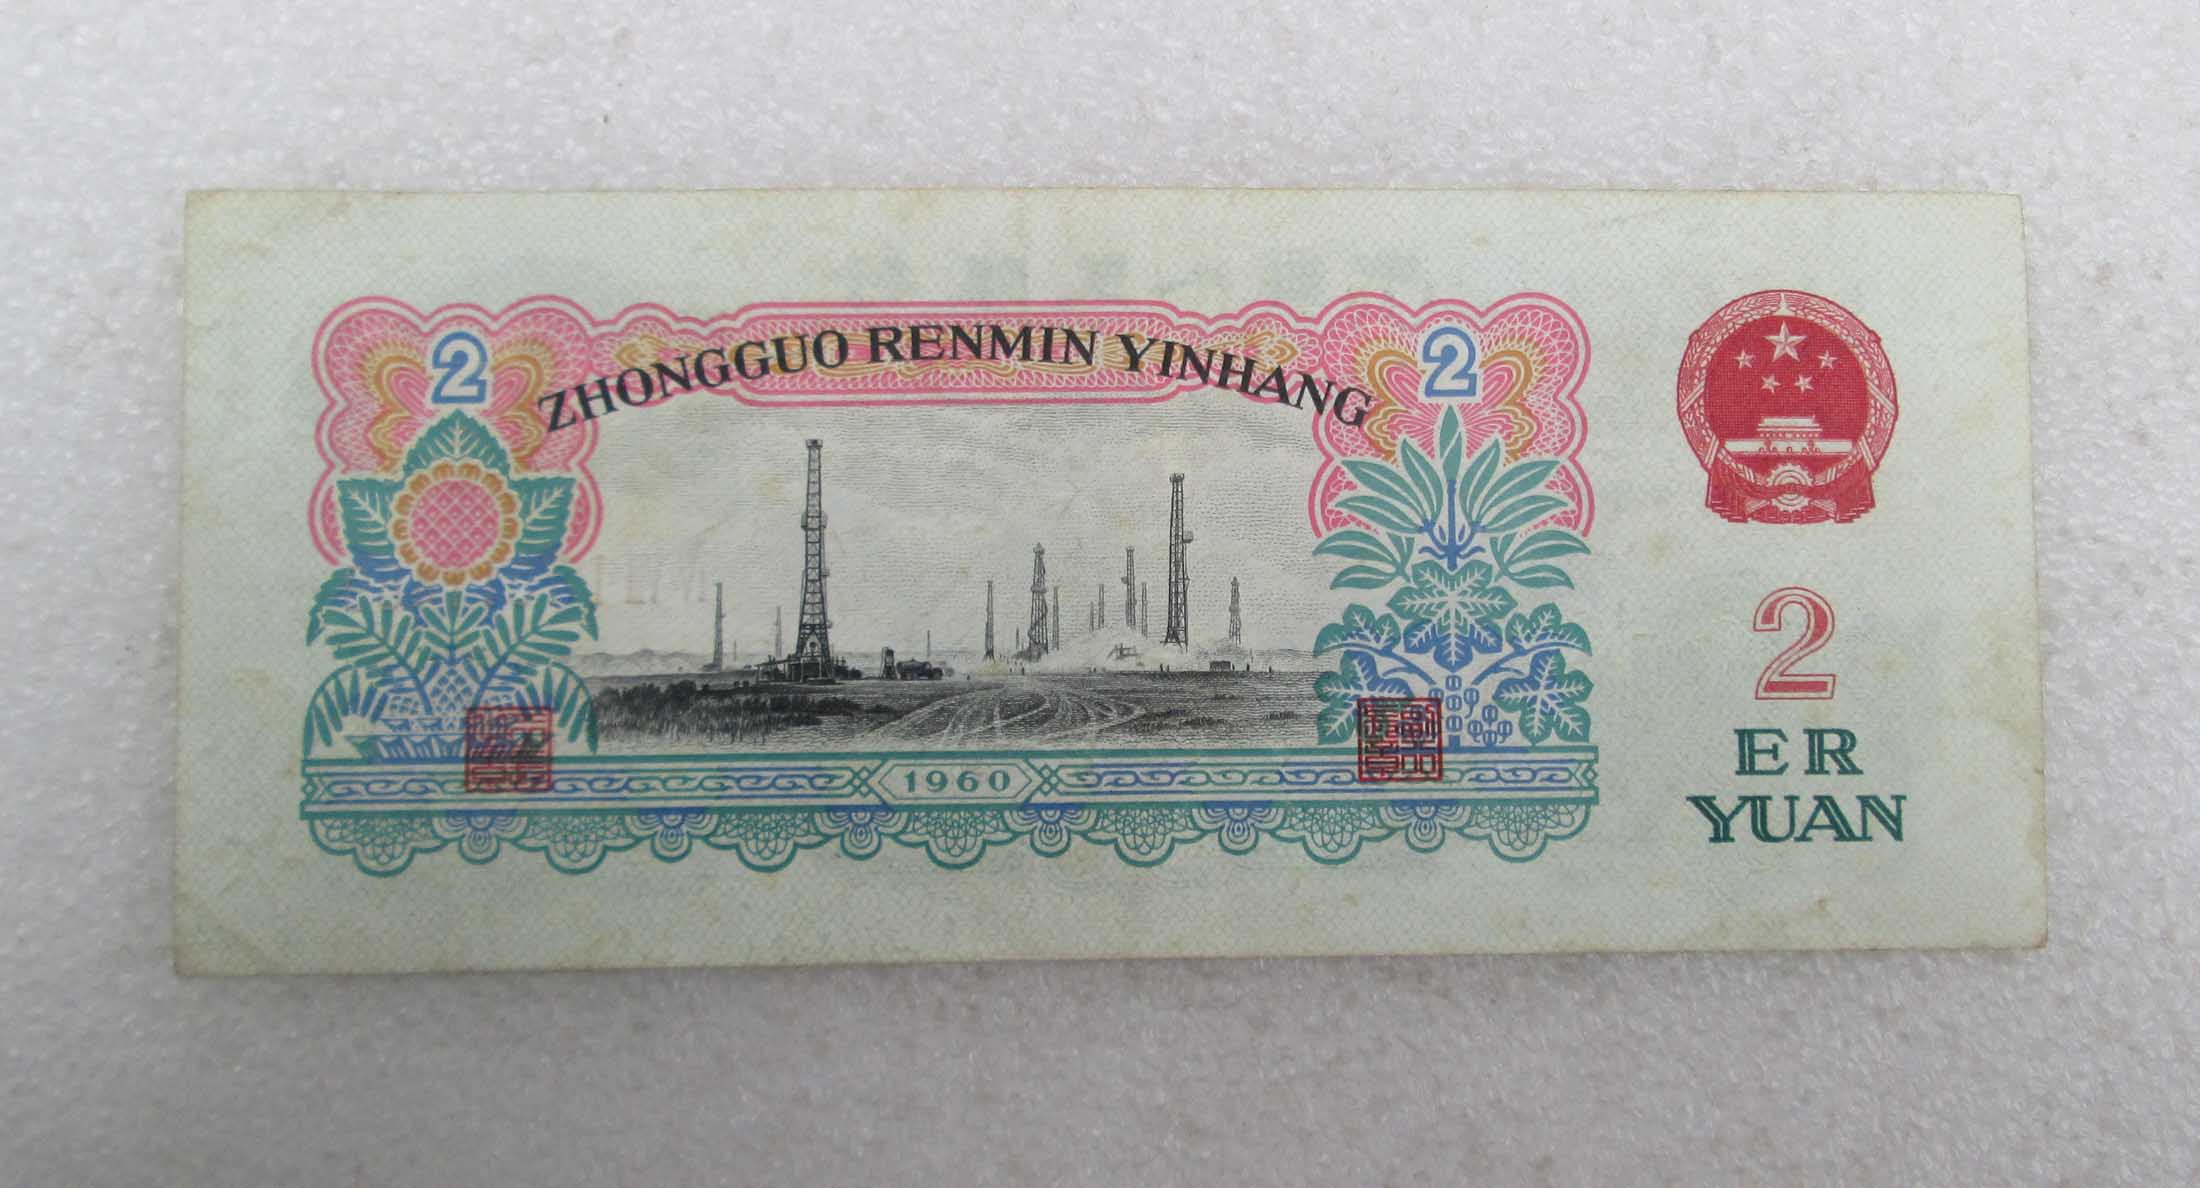 2
ZHONGGUO RENMIN YINHANG
2
2
ER
YUAN
1960